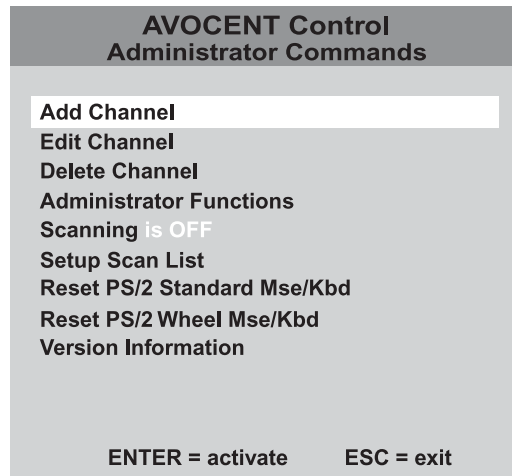 AVOCENT Control
Administrator Commands
Add Channel
Edit Channel
Delete Channel
Administrator Functions
Scanning is OFF
Setup Scan List
Reset PS/2 Standard Mse/Kbd
Reset PS/2 Wheel Mse/Kbd
Version Information
ENTER = activate ESC = exit